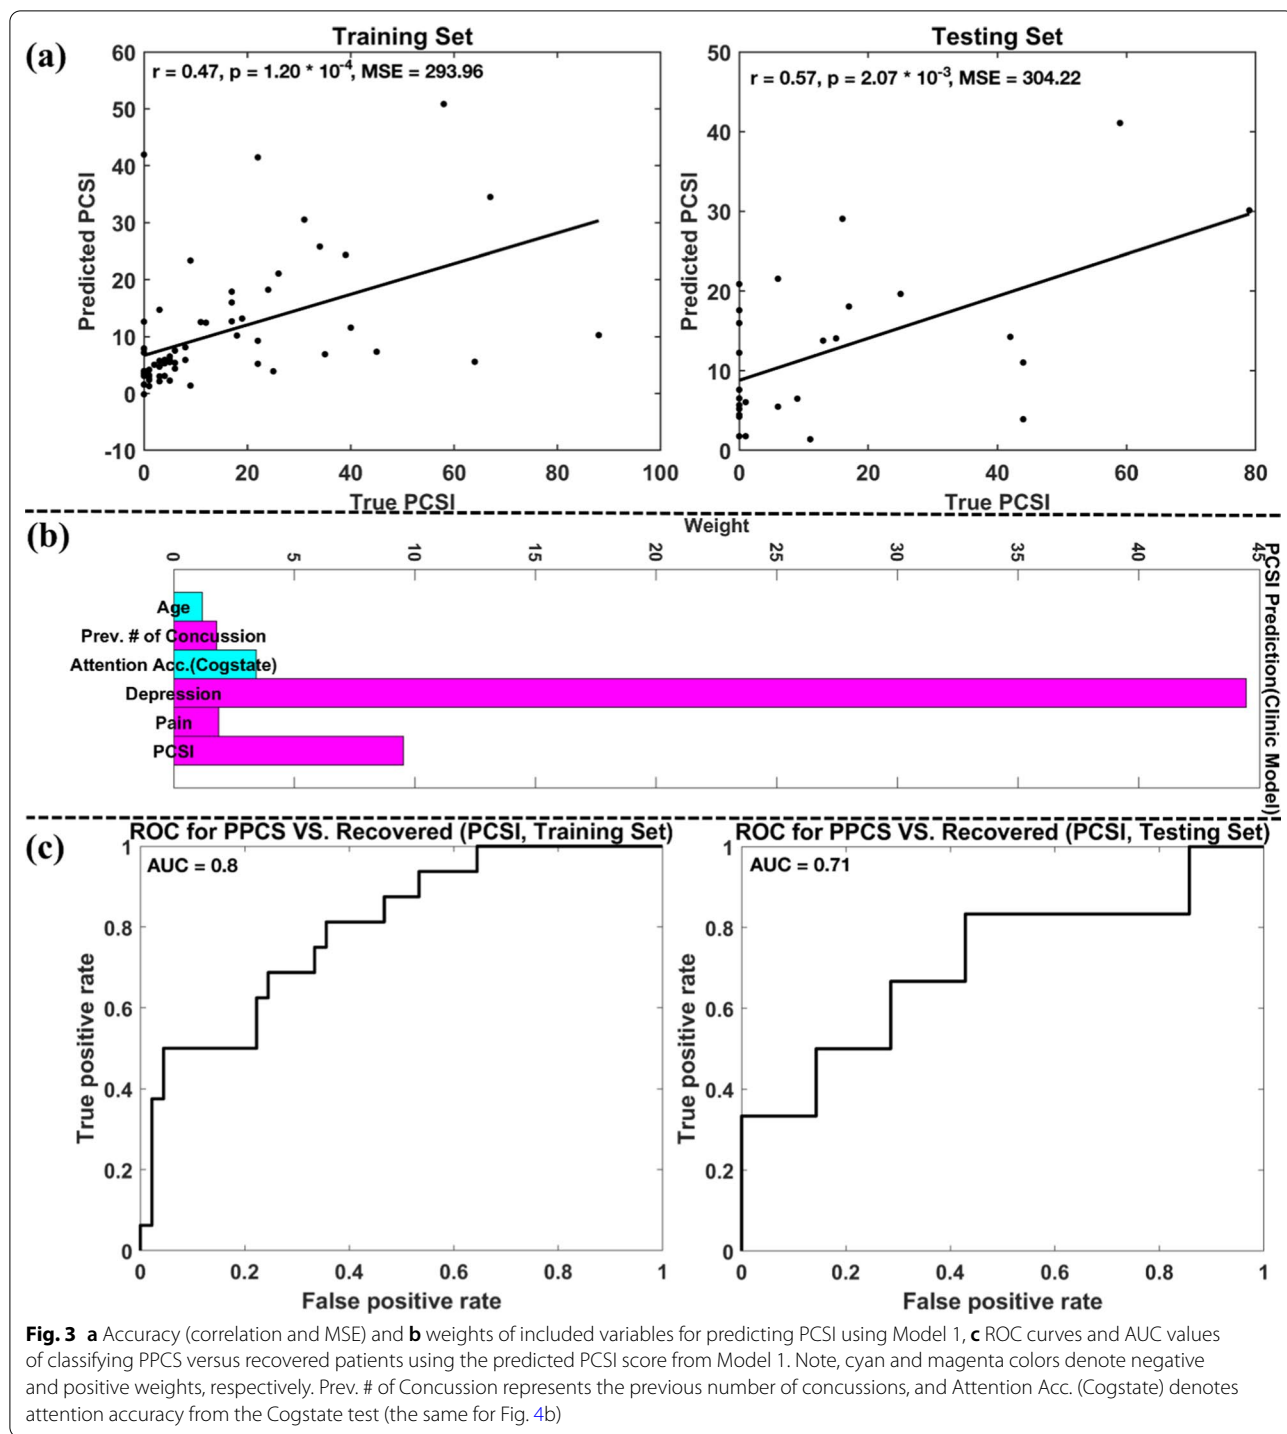 (a)
Training Set
r = 0.47, p = 1.20 * 10^-4, MSE = 293.96
60
50
40
30
20
10
0
-10
Predicted PCSI
0 20 40 60 80 100
True PCSI
Testing Set
r = 0.57, p = 2.07 * 10^-3, MSE = 304.22
50
40
30
20
10
0
Predicted PCSI
0 20 40 60 80
True PCSI
(b)
Weight
0 5 10 15 20 25 30 35 40 45
PCSI Prediction(Clinic Model)
Age
Prev. # of Concussion
Attention Acc.(Cogstate)
Depression
Pain
PCSI
(c)
ROC for PPCS VS. Recovered (PCSI, Training Set)
AUC = 0.8
1
0.8
0.6
0.4
0.2
0
True positive rate
0 0.2 0.4 0.6 0.8 1
False positive rate
ROC for PPCS VS. Recovered (PCSI, Testing Set)
AUC = 0.71
1
0.8
0.6
0.4
0.2
0
True positive rate
0 0.2 0.4 0.6 0.8 1
False positive rate
Fig. 3 a Accuracy (correlation and MSE) and b weights of included variables for predicting PCSI using Model 1, c ROC curves and AUC values
of classifying PPCS versus recovered patients using the predicted PCSI score from Model 1. Note, cyan and magenta colors denote negative
and positive weights, respectively. Prev. # of Concussion represents the previous number of concussions, and Attention Acc. (Cogstate) denotes
attention accuracy from the Cogstate test (the same for Fig. 4b)